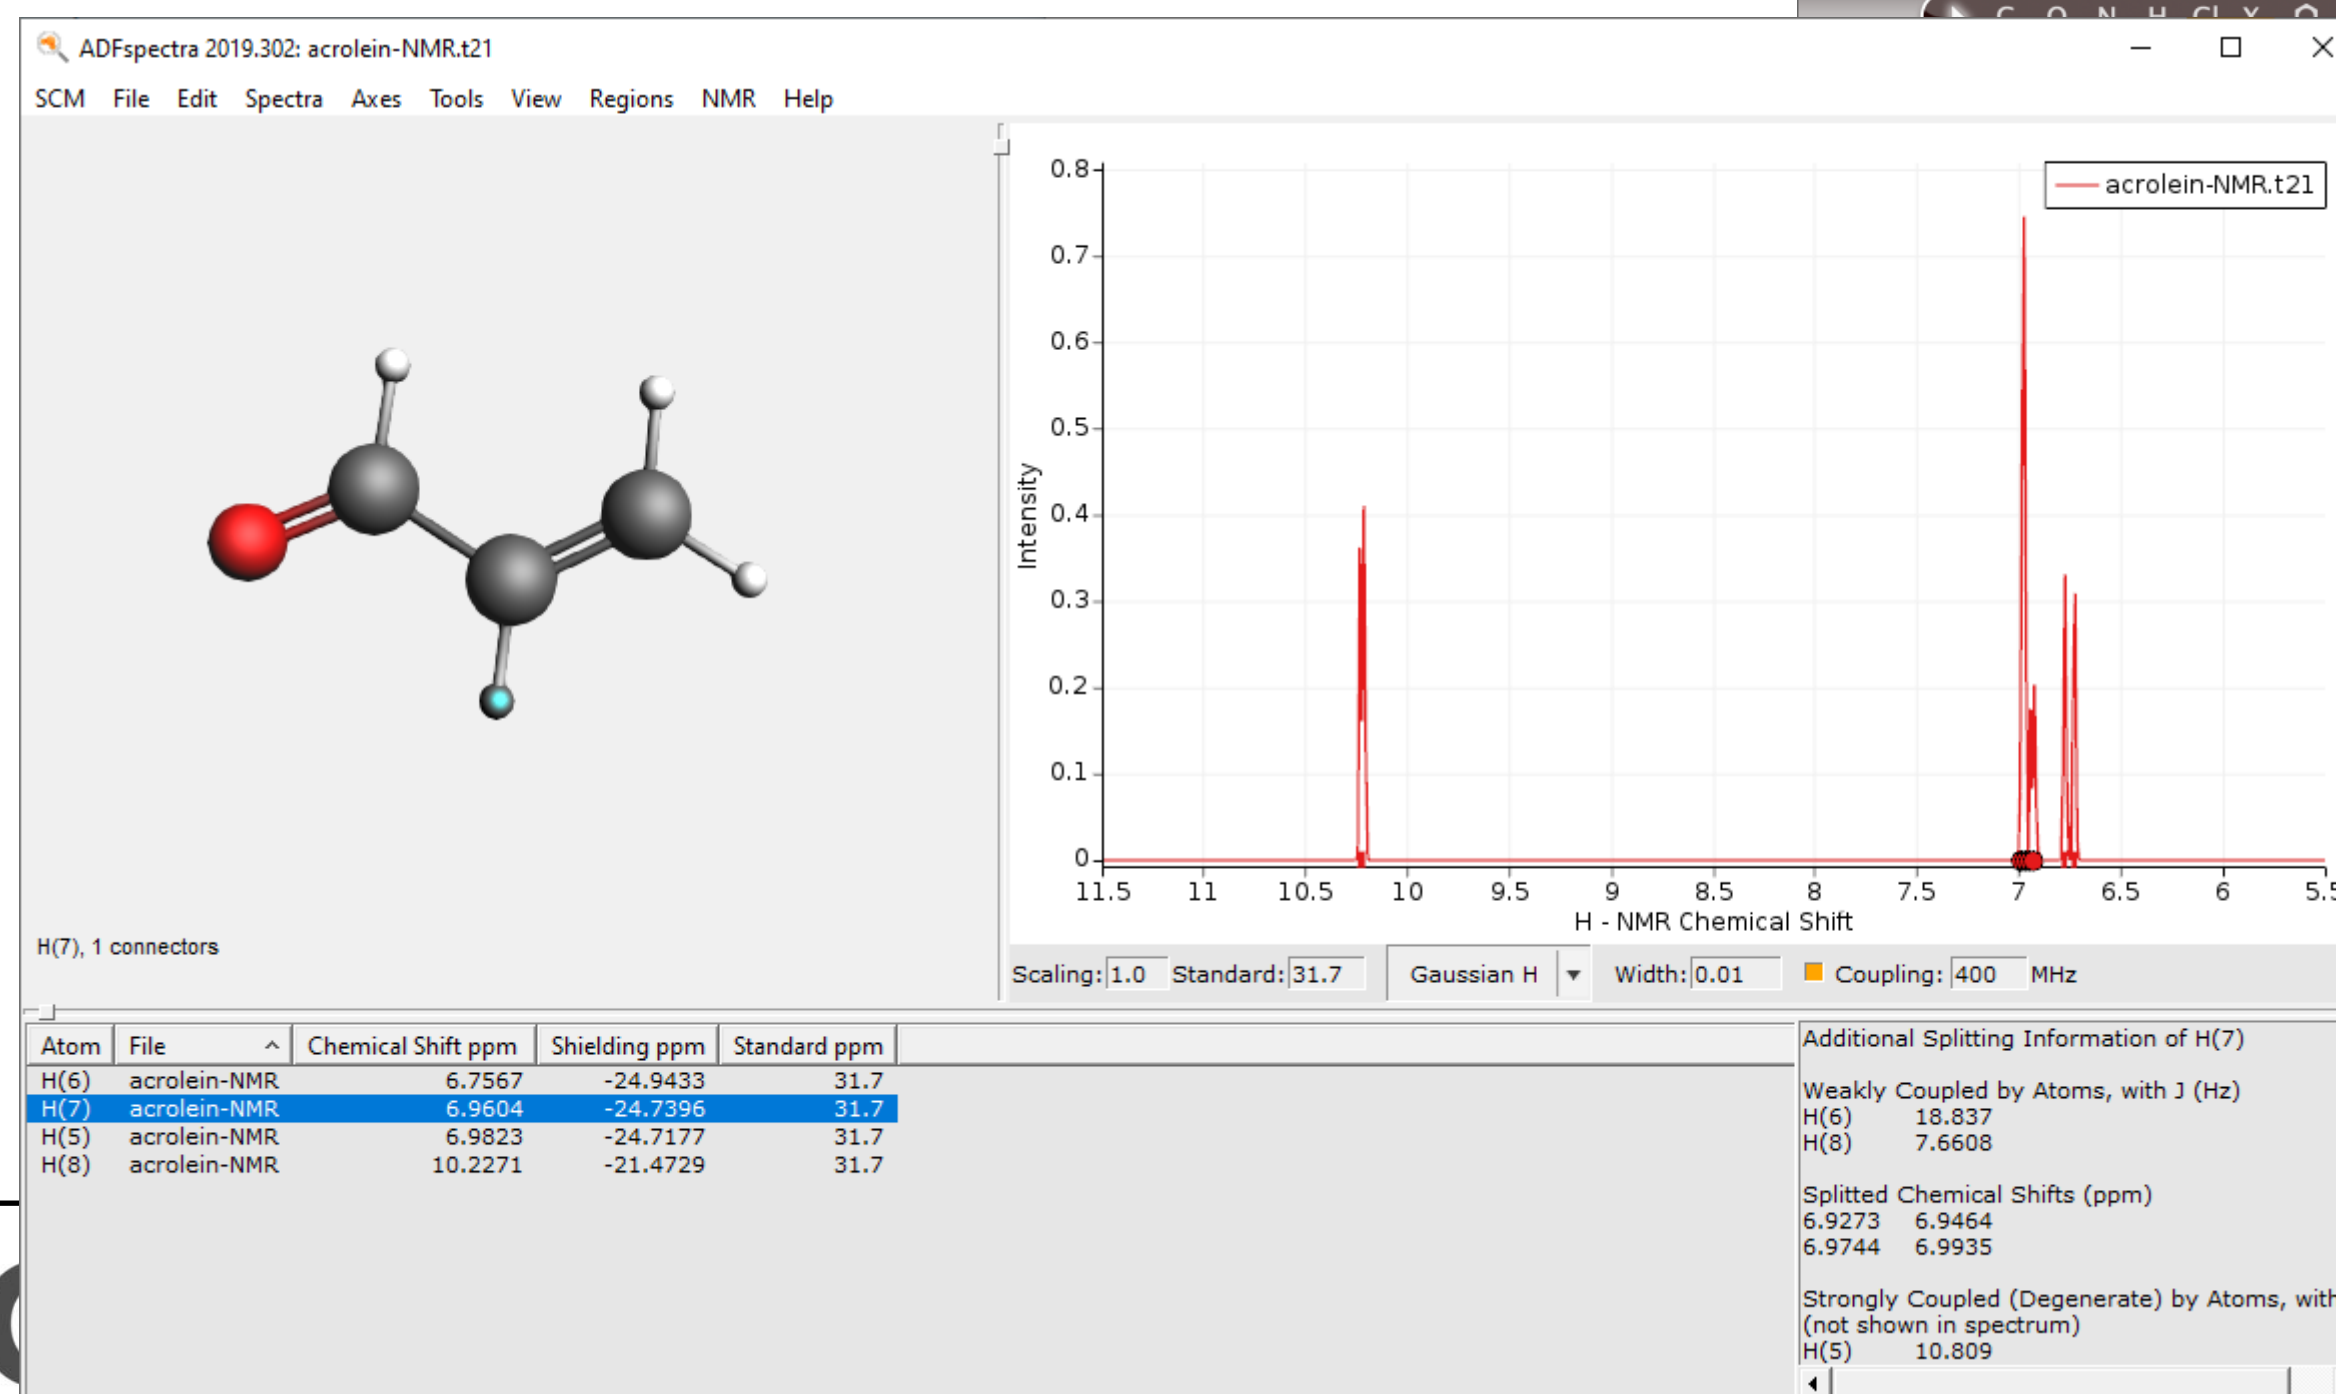 C O N H Cl X
ADFspectra 2019.302: acrolein-NMR.t21
SCM File Edit Spectra Axes Tools View Regions NMR Help
acrolein-NMR.t21
0.8
0.7
0.6
0.5
0.4
0.3
0.2
0.1
0
Intensity
11.5 11 10.5 10 9.5 9 8.5 8 7.5 7 6.5 6 5.5
H - NMR Chemical Shift
H(7), 1 connectors
Scaling: 1.0 Standard: 31.7 Gaussian H Width: 0.01 Coupling: 400 MHz
Atom File Chemical Shift ppm Shielding ppm Standard ppm
H(6) acrolein-NMR 6.7567 -24.9433 31.7
H(7) acrolein-NMR 6.9604 -24.7396 31.7
H(5) acrolein-NMR 6.9823 -24.7177 31.7
H(8) acrolein-NMR 10.2271 -21.4729 31.7
Additional Splitting Information of H(7)
Weakly Coupled by Atoms, with J (Hz)
H(6) 18.837
H(8) 7.6608
Splitted Chemical Shifts (ppm)
6.9273 6.9464
6.9744 6.9935
Strongly Coupled (Degenerate) by Atoms, with
(not shown in spectrum)
H(5) 10.809